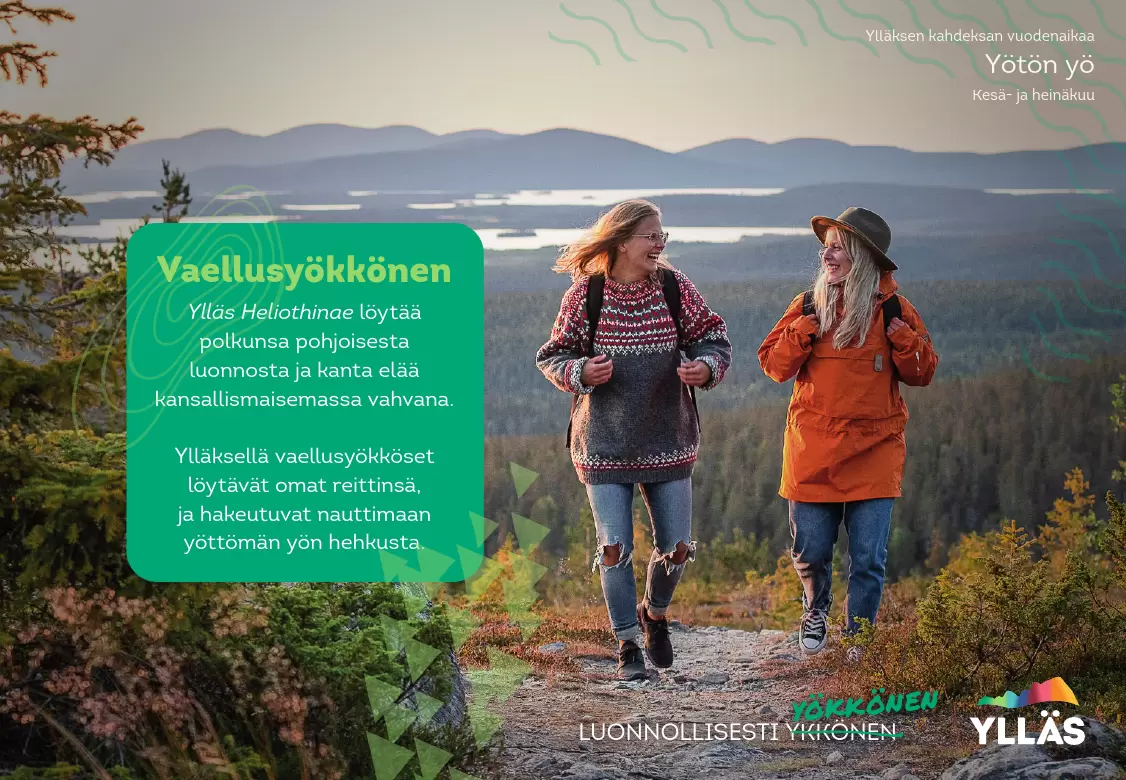 Ylläksen kahdeksan vuodenaikaa
Yötön yö
Kesä- ja heinäkuu
Vaellusyökkönen
Ylläs Heliothinae löytää
polkunsa pohjoisesta
luonnosta ja kanta elää
kansallismaisemassa vahvana.
Ylläksellä vaellusyökköset
löytävät omat reittinsä,
ja hakeutuvat nauttimaan
yöttömän yön hehkusta.
YÖKKÖNEN
LUONNOLLISESTI YKKÖNEN.
YLLÄS